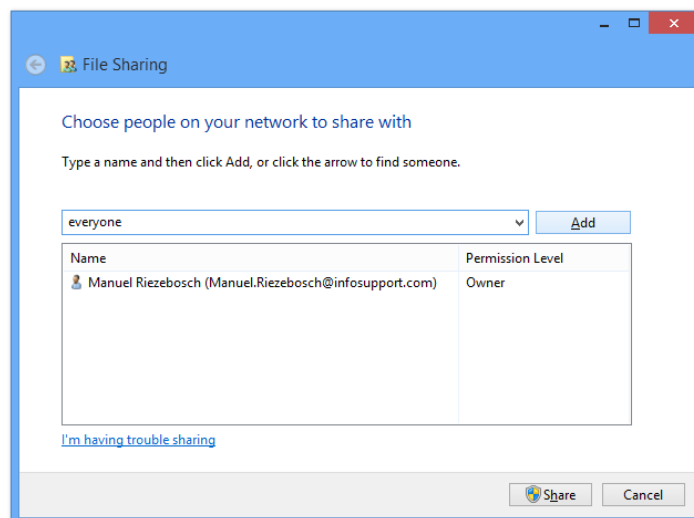 File Sharing
Choose people on your network to share with
Type a name and then click Add, or click the arrow to find someone.
everyone Add
Name Permission Level
Manuel Riezebosch (Manuel.Riezebosch@infosupport.com) Owner
I'm having trouble sharing
Share Cancel